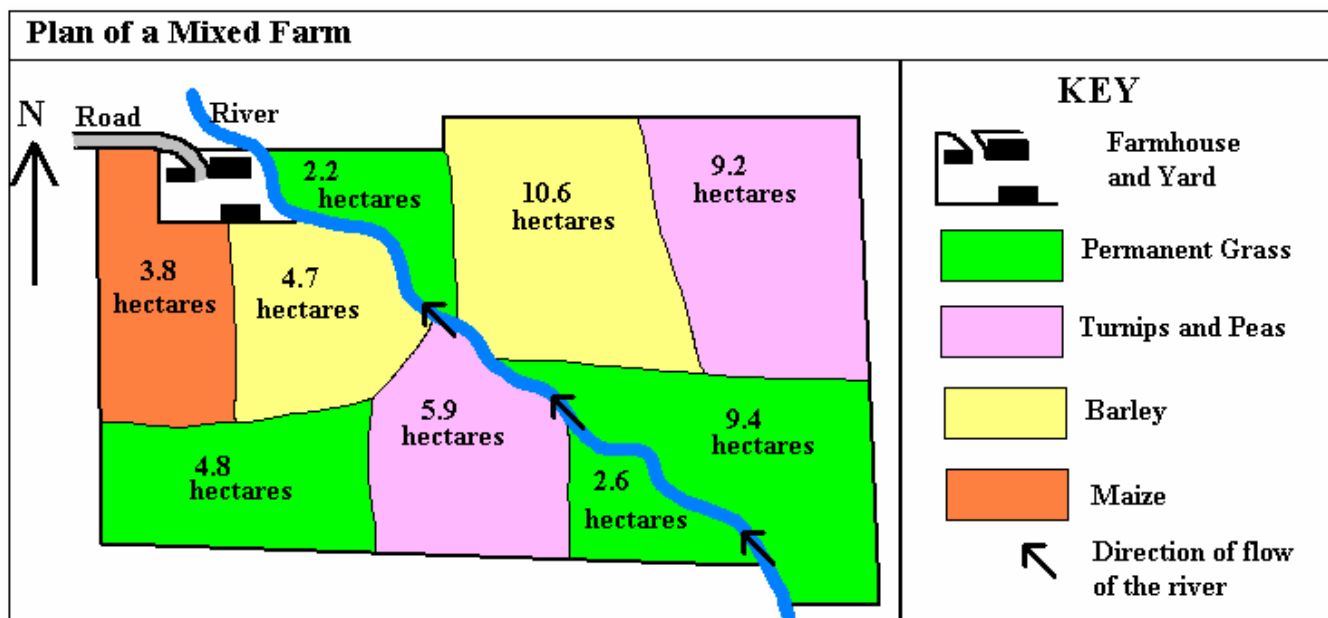 Plan of a Mixed Farm
N
Road
River
2.2
hectares
10.6
hectares
9.2
hectares
3.8
hectares
4.7
hectares
5.9
hectares
9.4
hectares
4.8
hectares
2.6
hectares
KEY
Farmhouse
and Yard
Permanent Grass
Turnips and Peas
Barley
Maize
Direction of flow
of the river